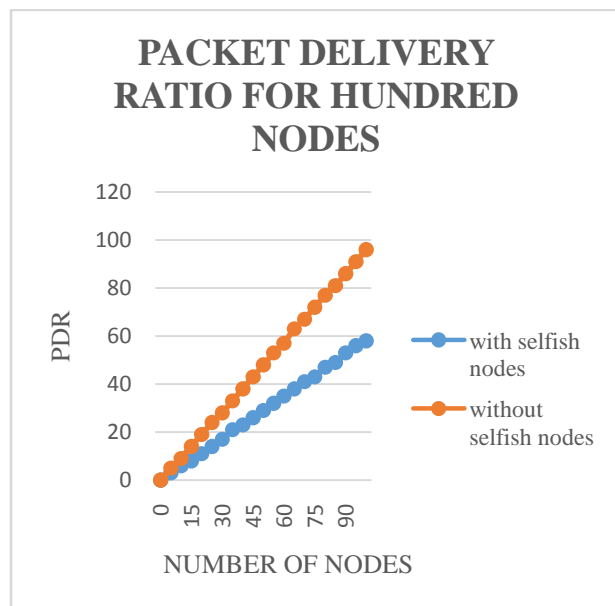 PACKET DELIVERY
RATIO FOR HUNDRED
NODES
120
100
80
60
40
20
0
PDR
0
15
30
45
60
75
90
NUMBER OF NODES
with selfish
nodes
without
selfish nodes